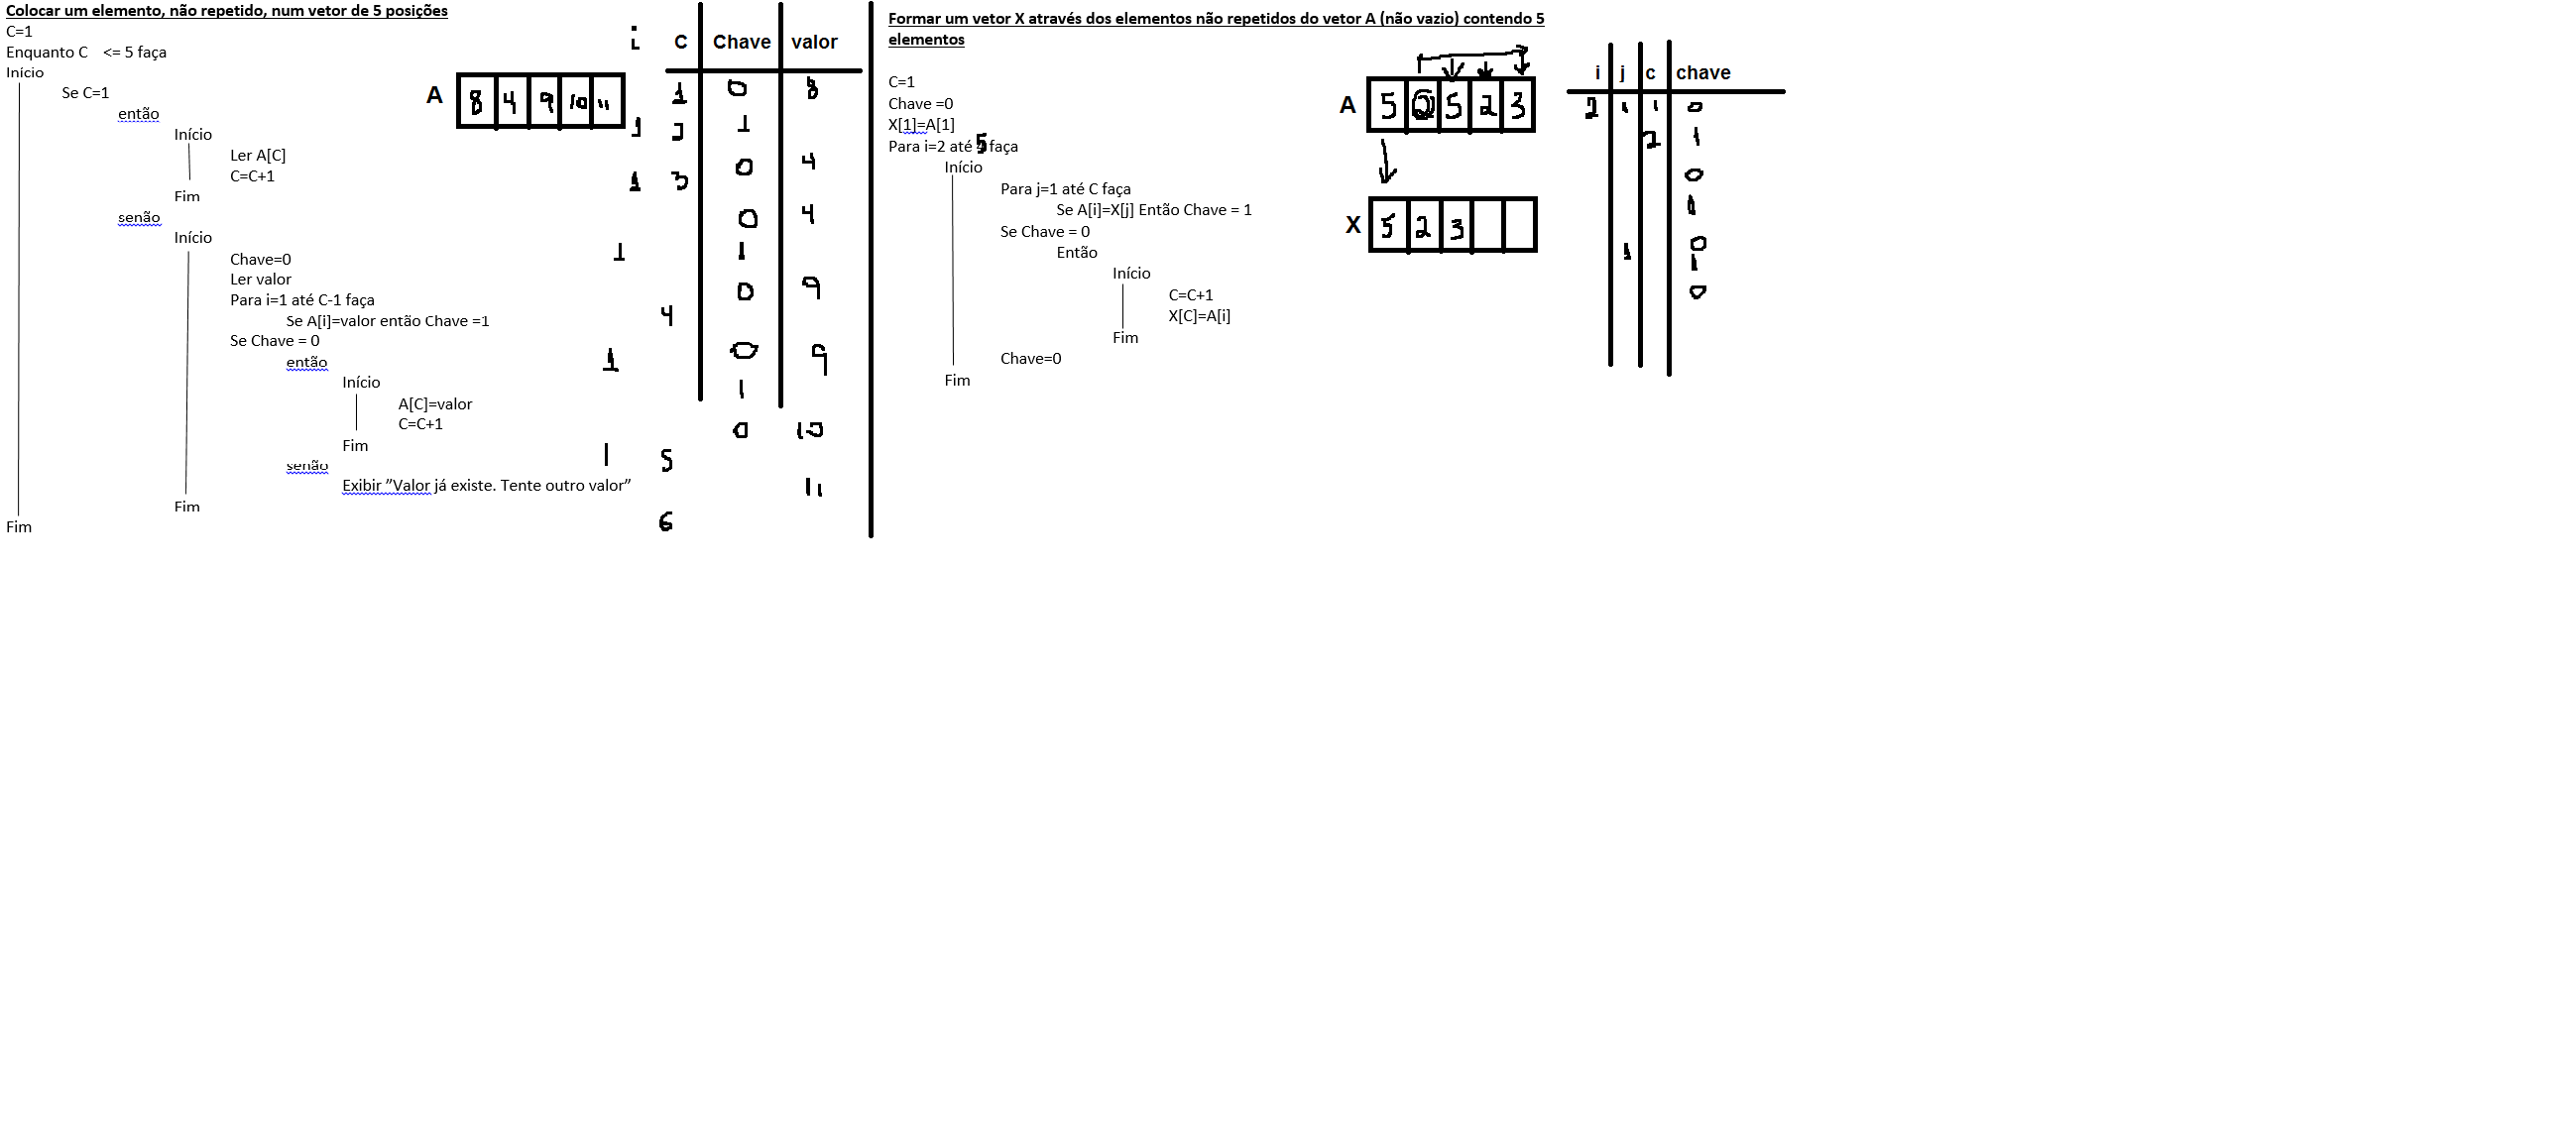 Colocar um elemento, não repetido, num vetor de 5 posições
C=1
Enquanto C <= 5 faça
Início
Se C=1
então
Início
Ler A[C]
C=C+1
Fim
senão
Início
Chave=0
Ler valor
Para i=1 até C-1 faça
Se A[i]=valor então Chave =1
Se Chave = 0
então
Início
A[C]=valor
C=C+1
Fim
senão
Exibir ”Valor já existe. Tente outro valor”
Fim
Fim
A 8 4 9 10 11
i C Chave valor
1 0 8
1 1
1 3 0 4
0 4
1 1
0 9
4
1 0 9
1
0 10
1 5
11
6
Formar um vetor X através dos elementos não repetidos do vetor A (não vazio) contendo 5
elementos
C=1
Chave =0
X[1]=A[1]
Para i=2 até 5 faça
Início
Para j=1 até C faça
Se A[i]=X[j] Então Chave = 1
Se Chave = 0
Então
Início
C=C+1
X[C]=A[i]
Fim
Chave=0
Fim
A 5 2 5 2 3
X 5 2 3
i j c chave
2 1 1 0
2 1
0
1
0
1 1
0